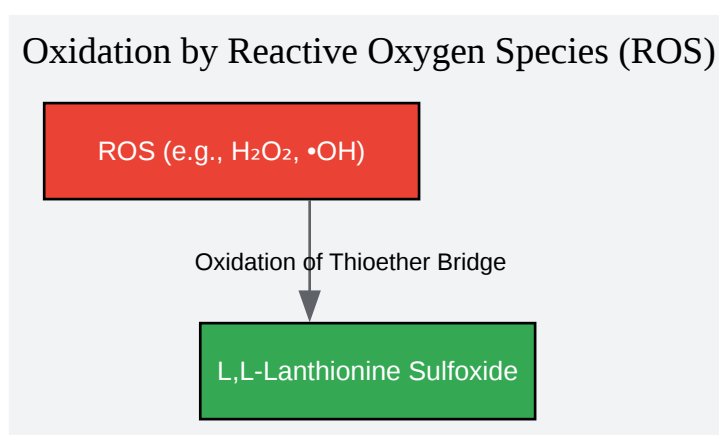 Oxidation by Reactive Oxygen Species (ROS)
ROS (e.g., H₂O₂, •OH)
Oxidation of Thioether Bridge
L,L-Lanthionine Sulfoxide